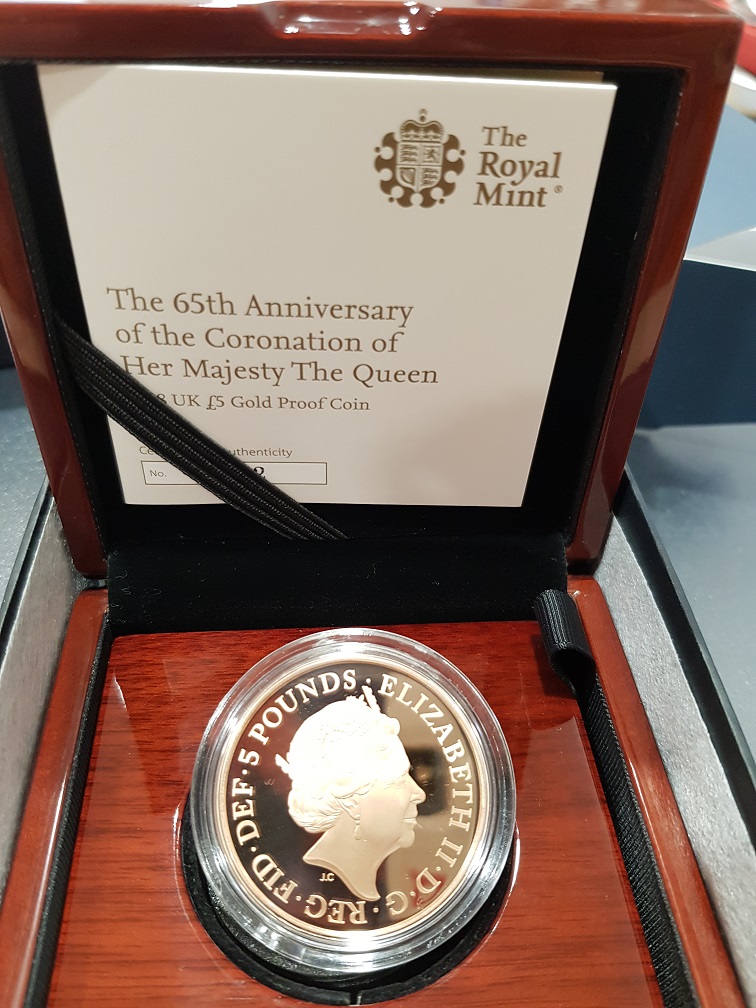 The
Royal
Mint®
The 65th Anniversary
of the Coronation of
Her Majesty The Queen
8 UK £5 Gold Proof Coin
No.
ELIZABETH II · D · G · REG · FID · DEF · 5 POUNDS ·
J.C